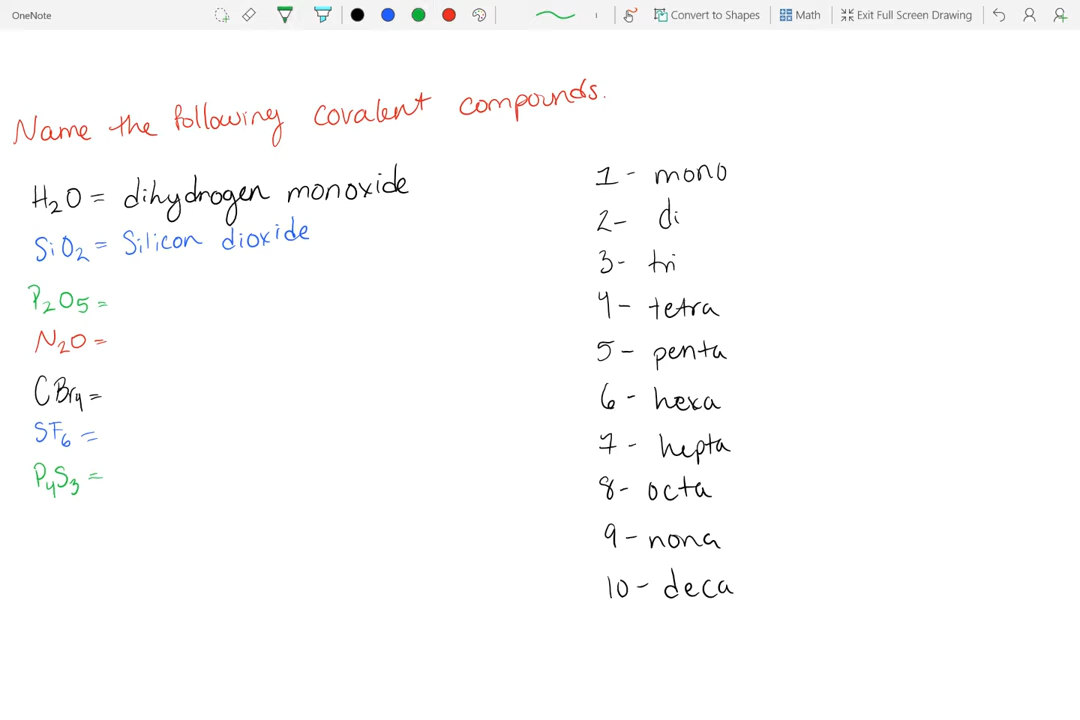 OneNote
Convert to Shapes
Math
Exit Full Screen Drawing
Name the following covalent compounds.
H₂O = dihydrogen monoxide
SiO₂ = Silicon dioxide
P₂O₅ =
N₂O =
CBr₄ =
SF₆ =
P₄S₃ =
1 - mono
2 - di
3 - tri
4 - tetra
5 - penta
6 - hexa
7 - hepta
8 - octa
9 - nona
10 - deca